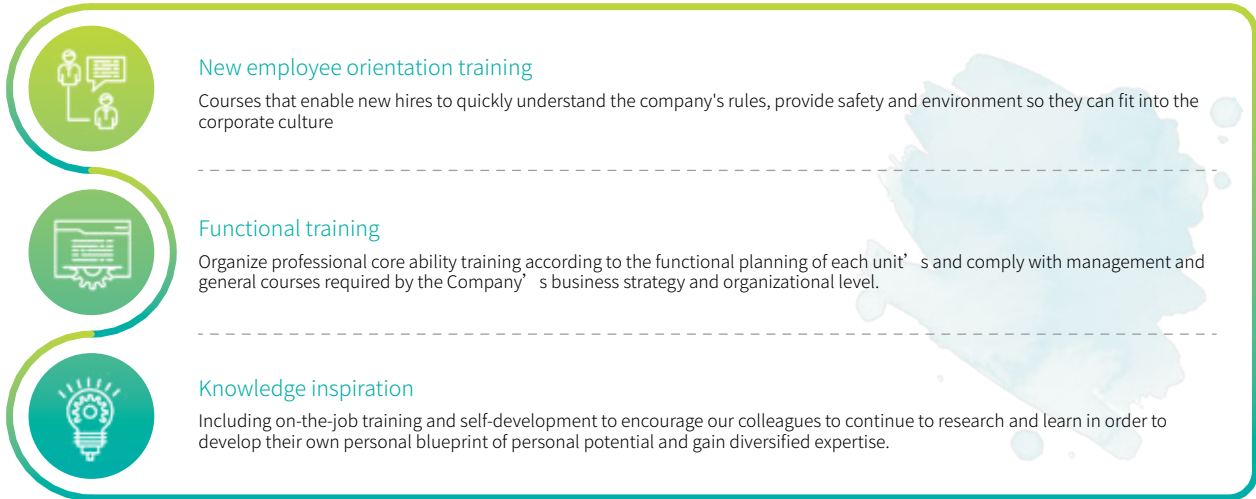 New employee orientation training
Courses that enable new hires to quickly understand the company's rules, provide safety and environment so they can fit into the
corporate culture
Functional training
Organize professional core ability training according to the functional planning of each unit’ s and comply with management and
general courses required by the Company’ s business strategy and organizational level.
Knowledge inspiration
Including on-the-job training and self-development to encourage our colleagues to continue to research and learn in order to
develop their own personal blueprint of personal potential and gain diversified expertise.